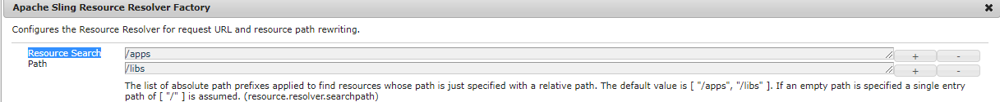 Apache Sling Resource Resolver Factory
Configures the Resource Resolver for request URL and resource path rewriting.
Resource Search
Path
/apps
+ -
/libs
+ -
The list of absolute path prefixes applied to find resources whose path is just specified with a relative path. The default value is [ "/apps", "/libs" ]. If an empty path is specified a single entry
path of [ "/" ] is assumed. (resource.resolver.searchpath)